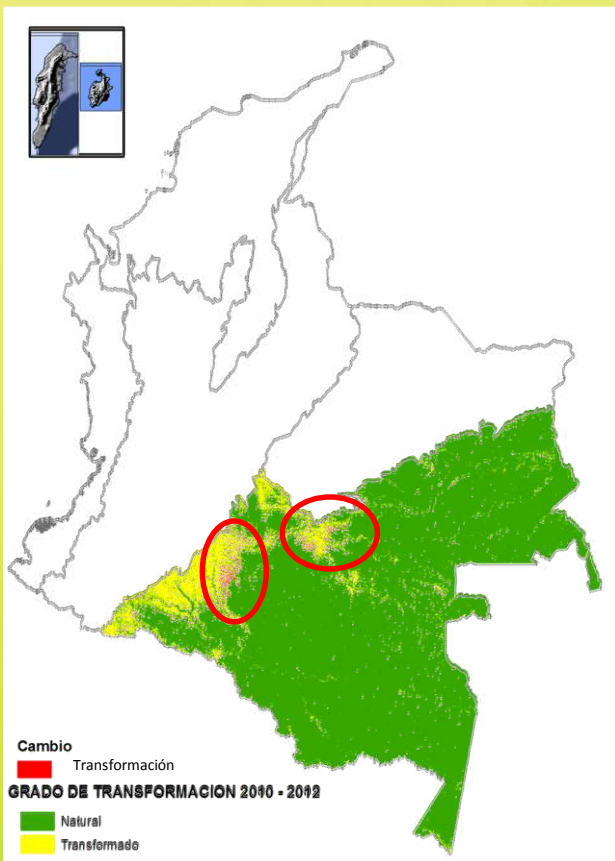 Cambio
Transformación
GRADO DE TRANSFORMACION 2010 - 2012
Natural
Transformado